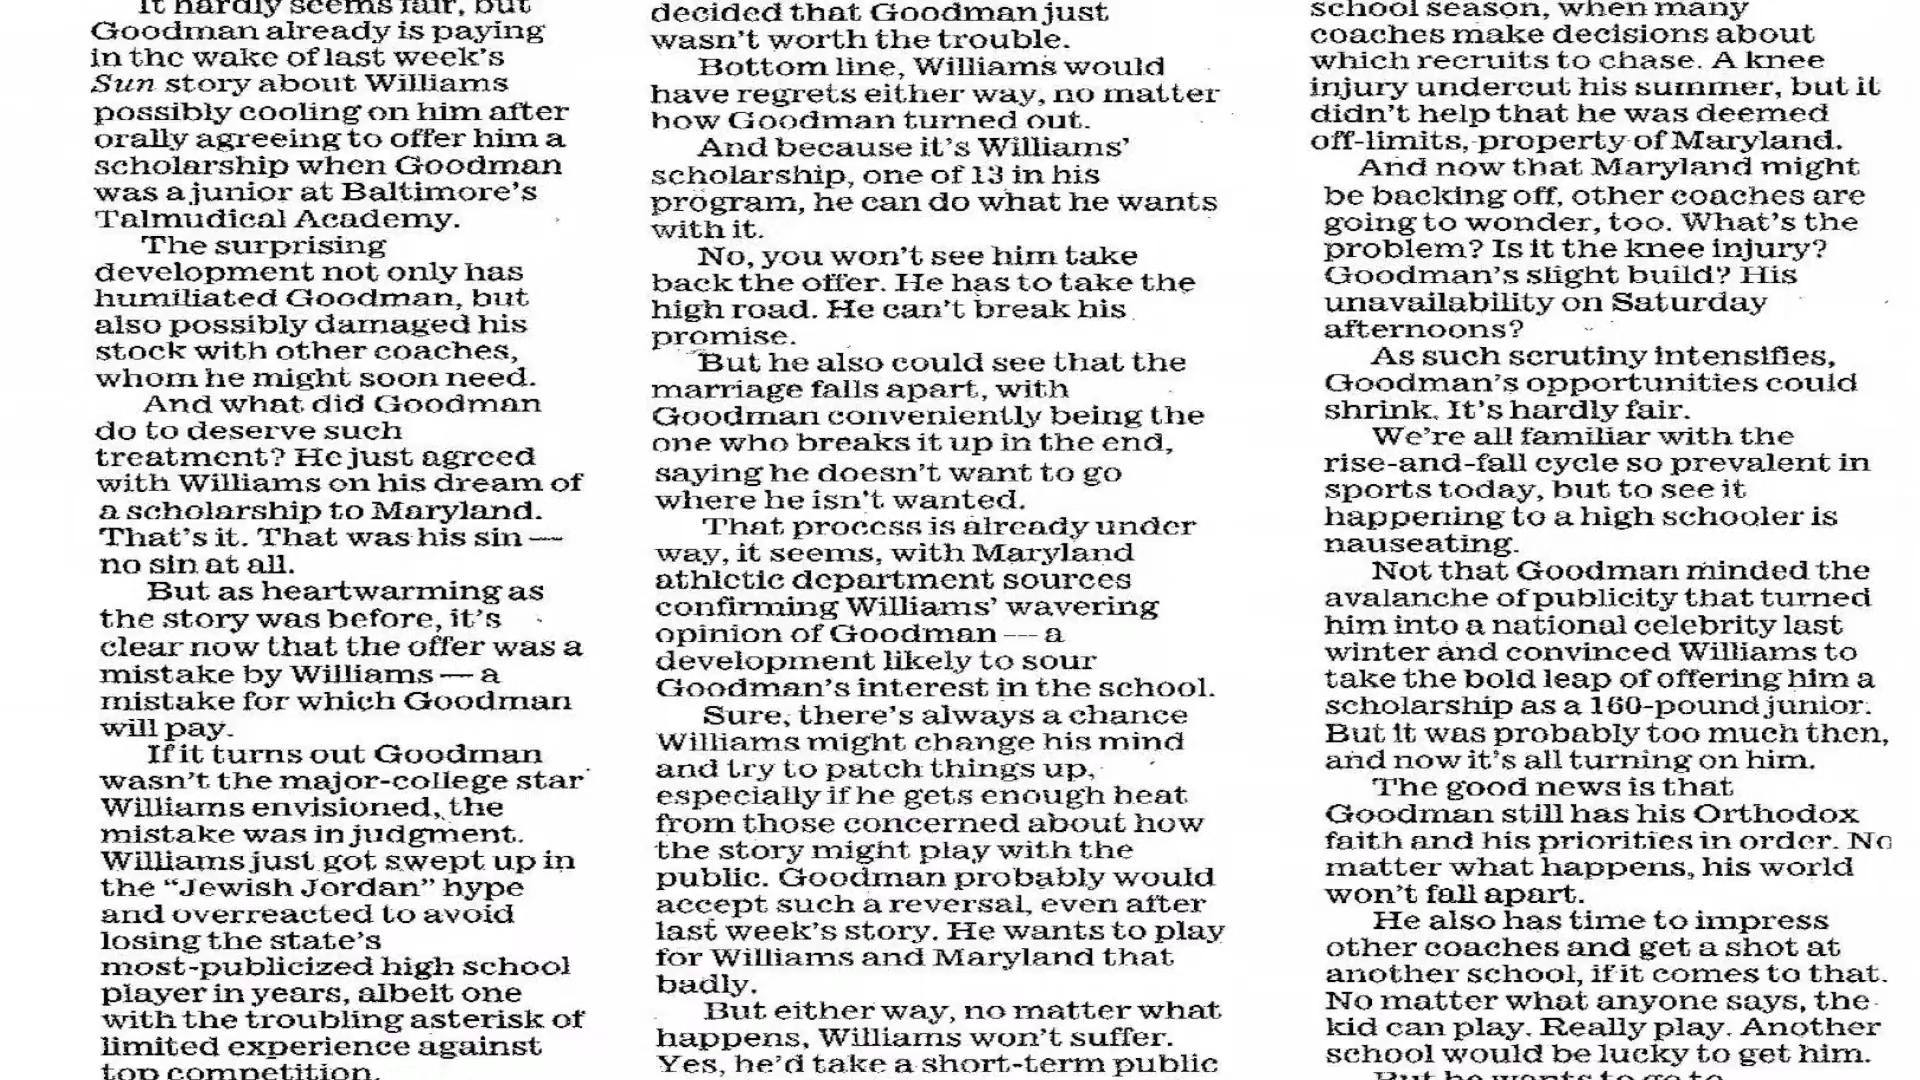 It hardly seems fair, but
Goodman already is paying
in the wake of last week's
Sun story about Williams
possibly cooling on him after
orally agreeing to offer him a
scholarship when Goodman
was a junior at Baltimore's
Talmudical Academy.
The surprising
development not only has
humiliated Goodman, but
also possibly damaged his
stock with other coaches,
whom he might soon need.
And what did Goodman
do to deserve such
treatment? He just agreed
with Williams on his dream of
a scholarship to Maryland.
That's it. That was his sin —
no sin at all.
But as heartwarming as
the story was before, it's
clear now that the offer was a
mistake by Williams — a
mistake for which Goodman
will pay.
If it turns out Goodman
wasn't the major-college star
Williams envisioned, the
mistake was in judgment.
Williams just got swept up in
the "Jewish Jordan" hype
and overreacted to avoid
losing the state's
most-publicized high school
player in years, albeit one
with the troubling asterisk of
limited experience against
top competition.
decided that Goodman just
wasn't worth the trouble.
Bottom line, Williams would
have regrets either way, no matter
how Goodman turned out.
And because it's Williams'
scholarship, one of 13 in his
program, he can do what he wants
with it.
No, you won't see him take
back the offer. He has to take the
high road. He can't break his
promise.
But he also could see that the
marriage falls apart, with
Goodman conveniently being the
one who breaks it up in the end,
saying he doesn't want to go
where he isn't wanted.
That process is already under
way, it seems, with Maryland
athletic department sources
confirming Williams' wavering
opinion of Goodman — a
development likely to sour
Goodman's interest in the school.
Sure, there's always a chance
Williams might change his mind
and try to patch things up,
especially if he gets enough heat
from those concerned about how
the story might play with the
public. Goodman probably would
accept such a reversal, even after
last week's story. He wants to play
for Williams and Maryland that
badly.
But either way, no matter what
happens, Williams won't suffer.
Yes, he'd take a short-term public
school season, when many
coaches make decisions about
which recruits to chase. A knee
injury undercut his summer, but it
didn't help that he was deemed
off-limits, property of Maryland.
And now that Maryland might
be backing off, other coaches are
going to wonder, too. What's the
problem? Is it the knee injury?
Goodman's slight build? His
unavailability on Saturday
afternoons?
As such scrutiny intensifies,
Goodman's opportunities could
shrink. It's hardly fair.
We're all familiar with the
rise-and-fall cycle so prevalent in
sports today, but to see it
happening to a high schooler is
nauseating.
Not that Goodman minded the
avalanche of publicity that turned
him into a national celebrity last
winter and convinced Williams to
take the bold leap of offering him a
scholarship as a 160-pound junior.
But it was probably too much then,
and now it's all turning on him.
The good news is that
Goodman still has his Orthodox
faith and his priorities in order. No
matter what happens, his world
won't fall apart.
He also has time to impress
other coaches and get a shot at
another school, if it comes to that.
No matter what anyone says, the
kid can play. Really play. Another
school would be lucky to get him.
But he wants to go to